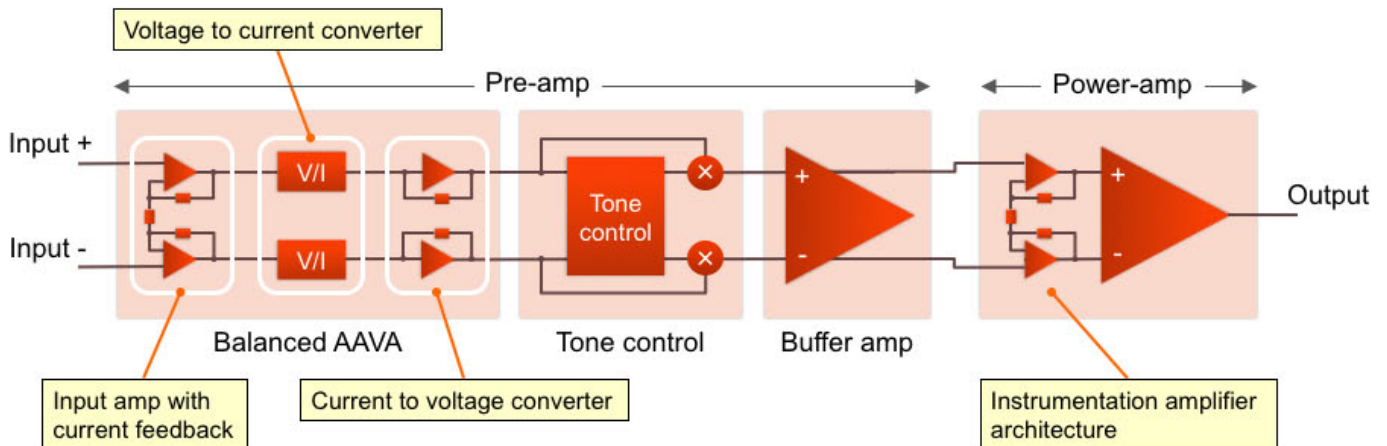 Voltage to current converter
Pre-amp
Power-amp
Input +
V/I
Tone
control
×
+
+
Output
Input -
V/I
×
-
-
Balanced AAVA
Tone control
Buffer amp
Input amp with
current feedback
Current to voltage converter
Instrumentation amplifier
architecture